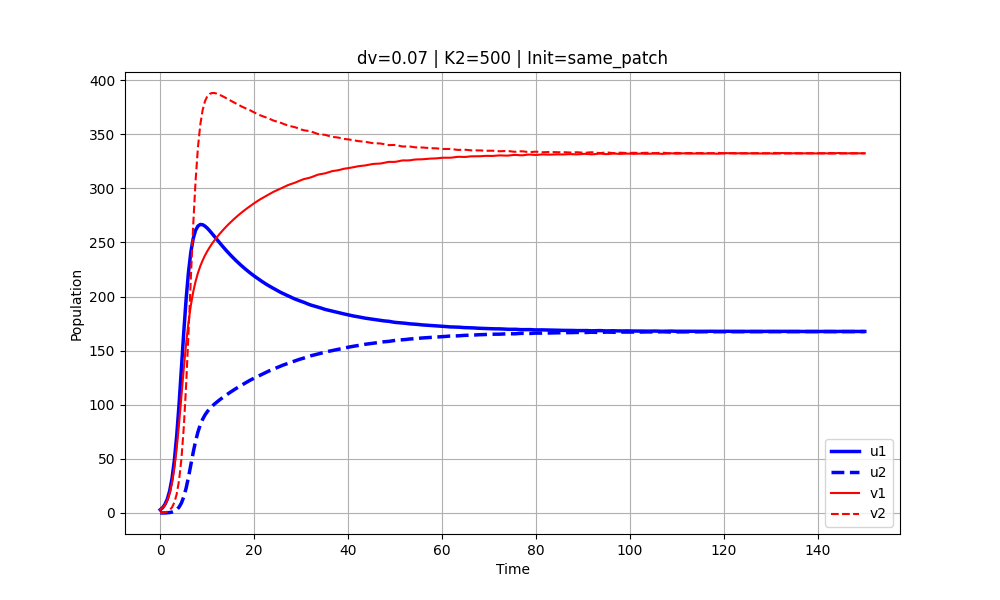 dv=0.07 | K2=500 | Init=same_patch
Population
400
350
300
250
200
150
100
50
0
0 20 40 60 80 100 120 140
Time
u1
u2
v1
v2